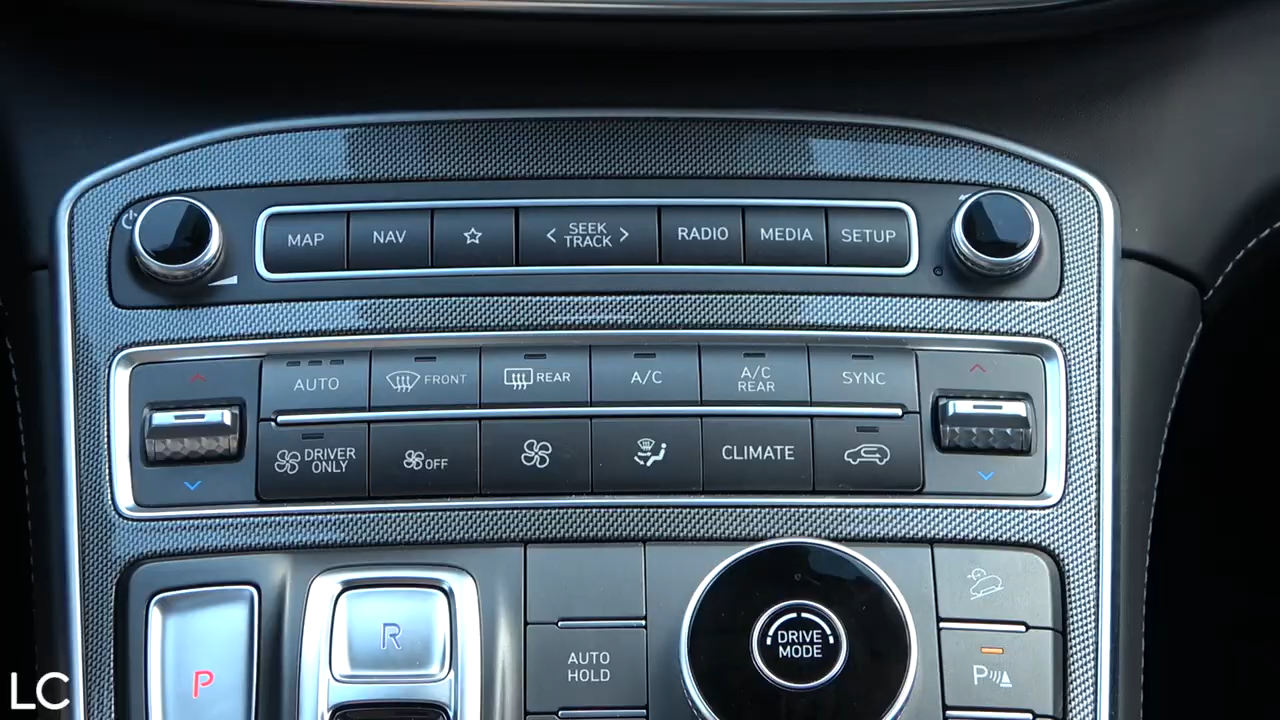 MAP
NAV
SEEK
TRACK
RADIO
MEDIA
SETUP
AUTO
FRONT
REAR
A/C
A/C
REAR
SYNC
DRIVER
ONLY
OFF
CLIMATE
P
R
AUTO
HOLD
DRIVE
MODE
P
LC